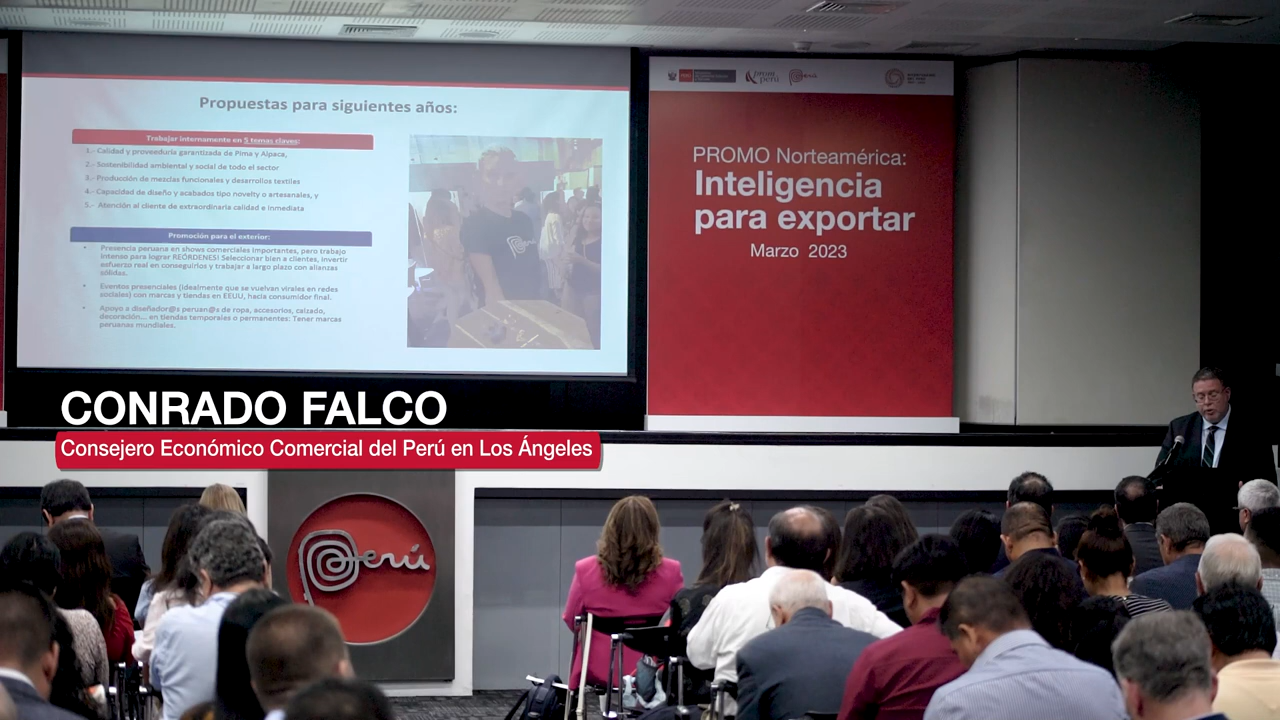 Propuestas para siguientes años:
Trabajar internamente en 5 temas claves:
1.- Calidad y proveeduría garantizada de Pima y Alpaca,
2.- Sostenibilidad ambiental y social de todo el sector
3.- Producción de mezclas funcionales y desarrollos textiles
4.- Capacidad de diseño y acabados tipo novelty o artesanales, y
5.- Atención al cliente de extraordinaria calidad e inmediata
Promoción para el exterior:
• Presencia peruana en shows comerciales importantes, pero trabajo
intenso para lograr REÓRDENES! Seleccionar bien a clientes, invertir
esfuerzo real en conseguirlos y trabajar a largo plazo con alianzas
sólidas.
• Eventos presenciales (idealmente que se vuelvan virales en redes
sociales) con marcas y tiendas en EEUU, hacia consumidor final.
• Apoyo a diseñador@s peruan@s de ropa, accesorios, calzado,
decoración... en tiendas temporales o permanentes: Tener marcas
peruanas mundiales.
PERÚ
prom perú
Perú
PROMO Norteamérica:
Inteligencia
para exportar
Marzo 2023
CONRADO FALCO
Consejero Económico Comercial del Perú en Los Ángeles
Perú